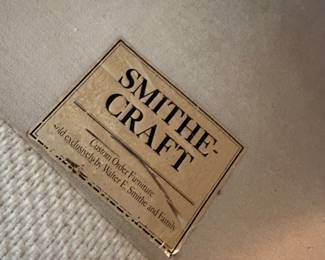 SMITHE-
CRAFT
Custom Order Furniture
Sold exclusively by Walter E. Smithe and Family